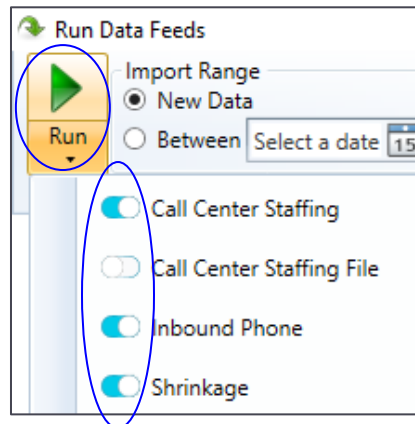 Run Data Feeds
Import Range
New Data
Run
Between Select a date 15
Call Center Staffing
Call Center Staffing File
Inbound Phone
Shrinkage